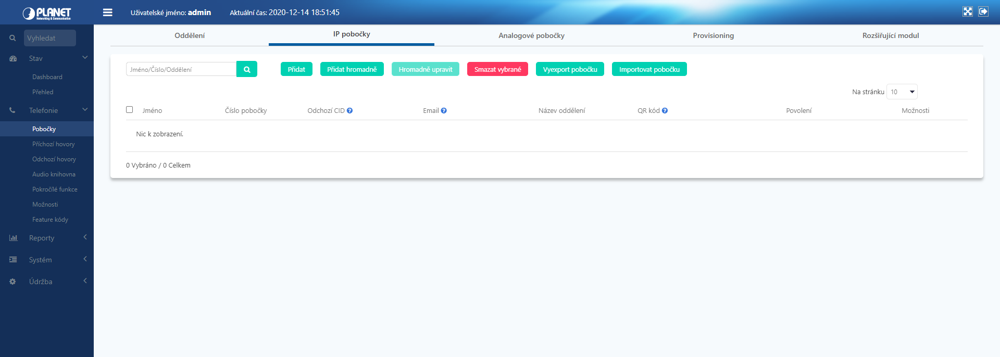 PLANET
Networking & Communication
Uživatelské jméno: admin
Aktuální čas: 2020-12-14 18:51:45
Vyhledat
Stav
Dashboard
Přehled
Telefonie
Pobočky
Příchozí hovory
Odchozí hovory
Audio knihovna
Pokročilé funkce
Možnosti
Feature kódy
Reporty
Systém
Údržba
Oddělení
IP pobočky
Analogové pobočky
Provisioning
Rozšiřující modul
Jméno/Číslo/Oddělení
Přidat
Přidat hromadně
Hromadně upravit
Smazat vybrané
Vyexport pobočku
Importovat pobočku
Na stránku 10
Jméno
Číslo pobočky
Odchozí CID
Email
Název oddělení
QR kód
Povolení
Možnosti
Nic k zobrazení.
0 Vybráno / 0 Celkem